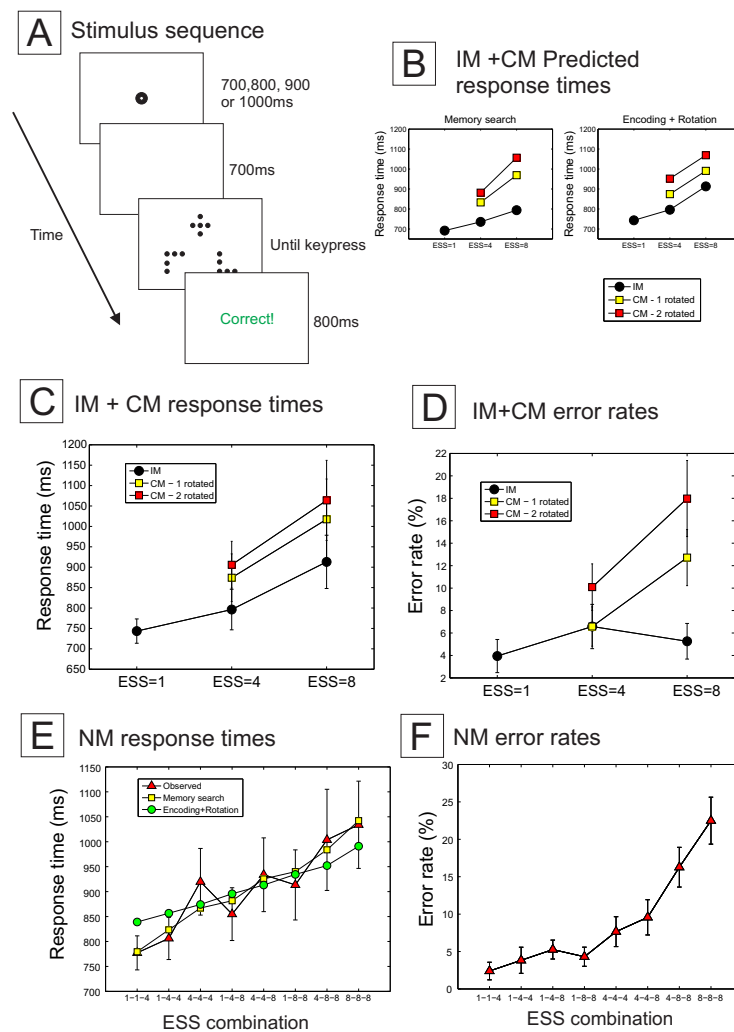 A Stimulus sequence
700,800, 900
or 1000ms
700ms
Time
Until keypress
Correct!
800ms
B IM +CM Predicted
response times
Memory search
Response time (ms)
1200
1100
1000
900
800
700
ESS=1 ESS=4 ESS=8
Encoding + Rotation
Response time (ms)
1200
1100
1000
900
800
700
ESS=1 ESS=4 ESS=8
IM
CM - 1 rotated
CM - 2 rotated
C IM + CM response times
Response time (ms)
1200
1150
1100
1050
1000
950
900
850
800
750
700
650
IM
CM − 1 rotated
CM − 2 rotated
ESS=1 ESS=4 ESS=8
D IM+CM error rates
Error rate (%)
22
20
18
16
14
12
10
8
6
4
2
IM
CM − 1 rotated
CM − 2 rotated
ESS=1 ESS=4 ESS=8
E NM response times
Response time (ms)
1150
1100
1050
1000
950
900
850
800
750
700
Observed
Memory search
Encoding+Rotation
1−1−4 1−4−4 4−4−4 1−4−8 4−4−8 1−8−8 4−8−8 8−8−8
ESS combination
F NM error rates
Error rate (%)
30
25
20
15
10
5
0
1−1−4 1−4−4 1−4−8 1−8−8 4−4−4 4−4−8 4−8−8 8−8−8
ESS combination